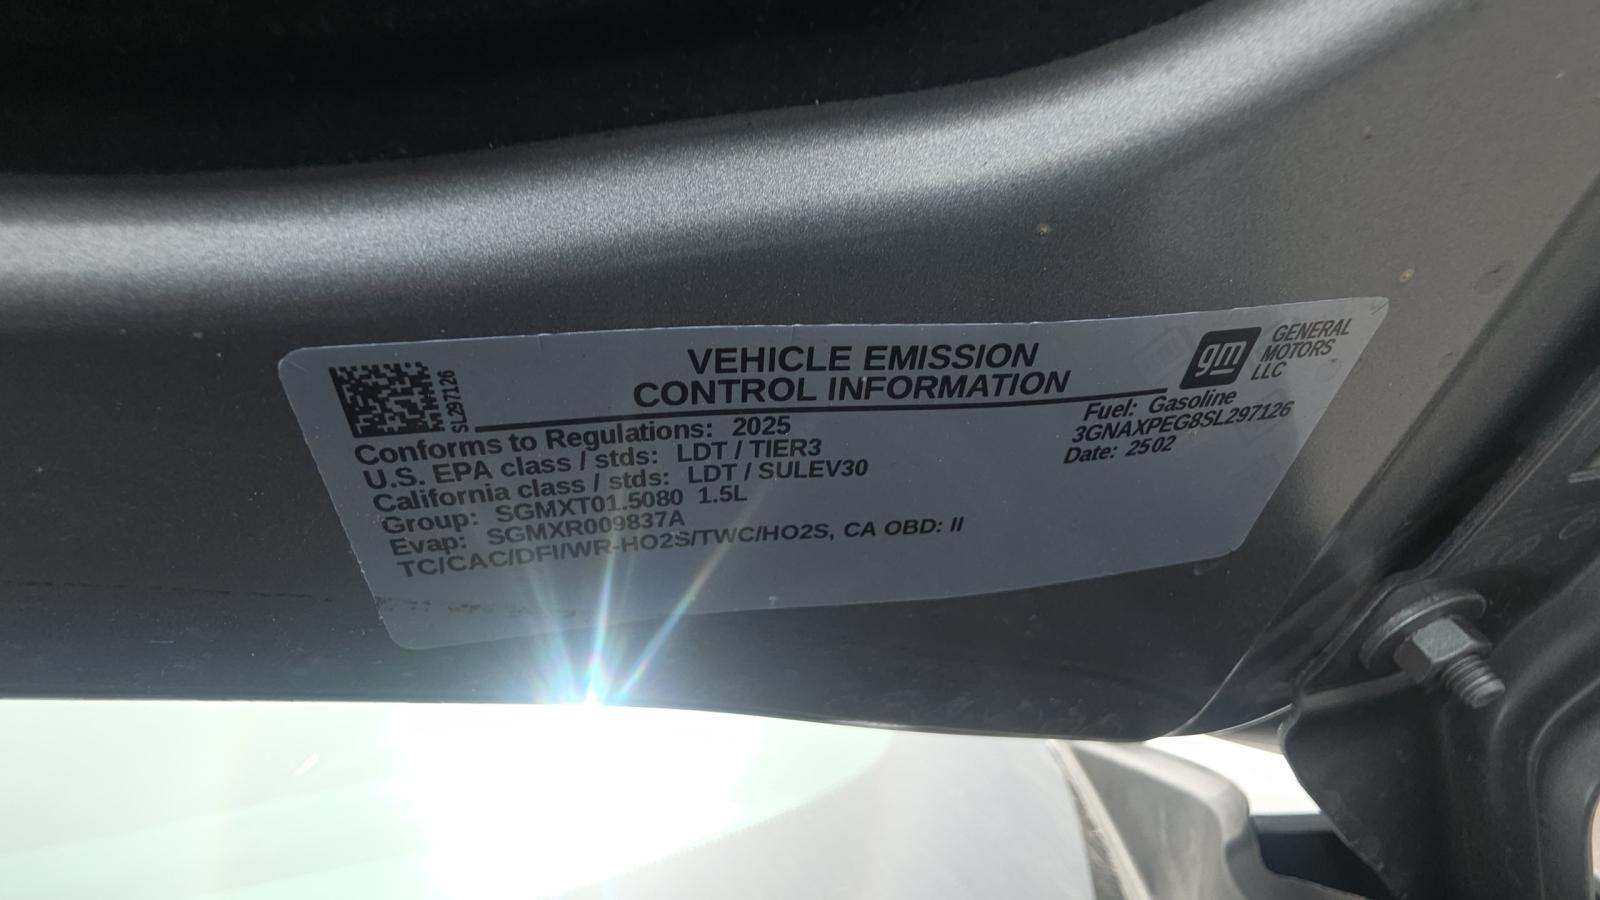 VEHICLE EMISSION
CONTROL INFORMATION
gm GENERAL
MOTORS
LLC
SL297126
Conforms to Regulations: 2025
U.S. EPA class / stds: LDT / TIER3
California class / stds: LDT / SULEV30
Group: SGMXT01.5080 1.5L
Evap: SGMXR009837A
TC/CAC/DFI/WR-HO2S/TWC/HO2S, CA OBD: II
Fuel: Gasoline
3GNAXPEG8SL297126
Date: 2502